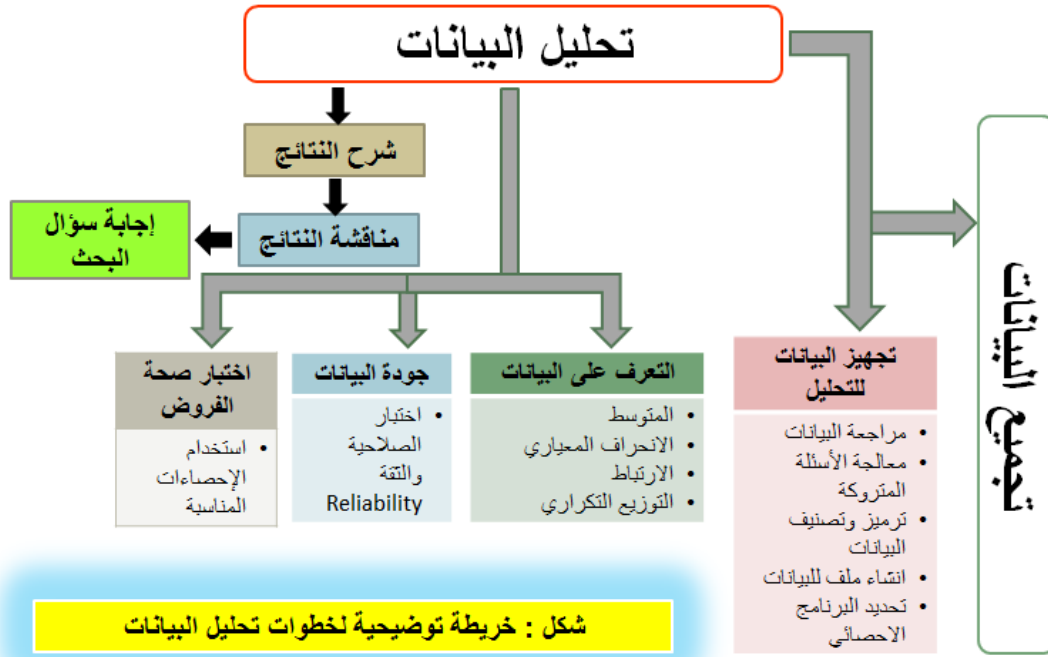 تحليل البيانات
شرح النتائج
مناقشة النتائج
إجابة سؤال
البحث
تجميع البيانات
تجهيز البيانات
للتحليل
• مراجعة البيانات
• معالجة الأسئلة
المتروكة
• ترميز وتصنيف
البيانات
• انشاء ملف للبيانات
• تحديد البرنامج
الاحصائي
التعرف على البيانات
• المتوسط
• الانحراف المعياري
• الارتباط
• التوزيع التكراري
جودة البيانات
• اختبار
الصلاحية
والثقة
Reliability
اختبار صحة
الفروض
• استخدام
الإحصاءات
المناسبة
شكل : خريطة توضيحية لخطوات تحليل البيانات